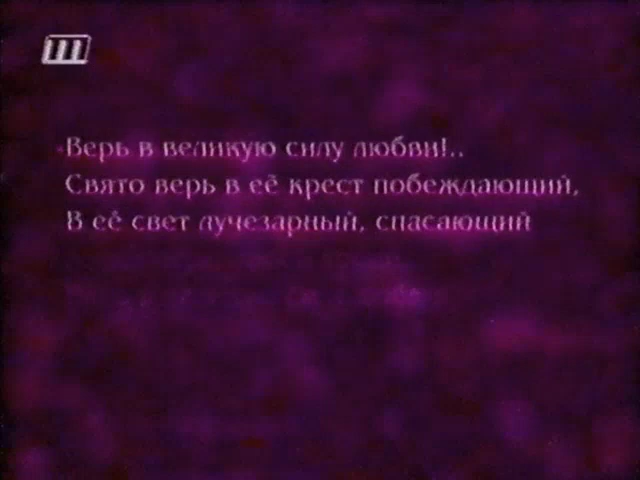 Ш
Верь в великую силу любви!..
Свято верь в её крест побеждающий,
В её свет лучезарный, спасающий